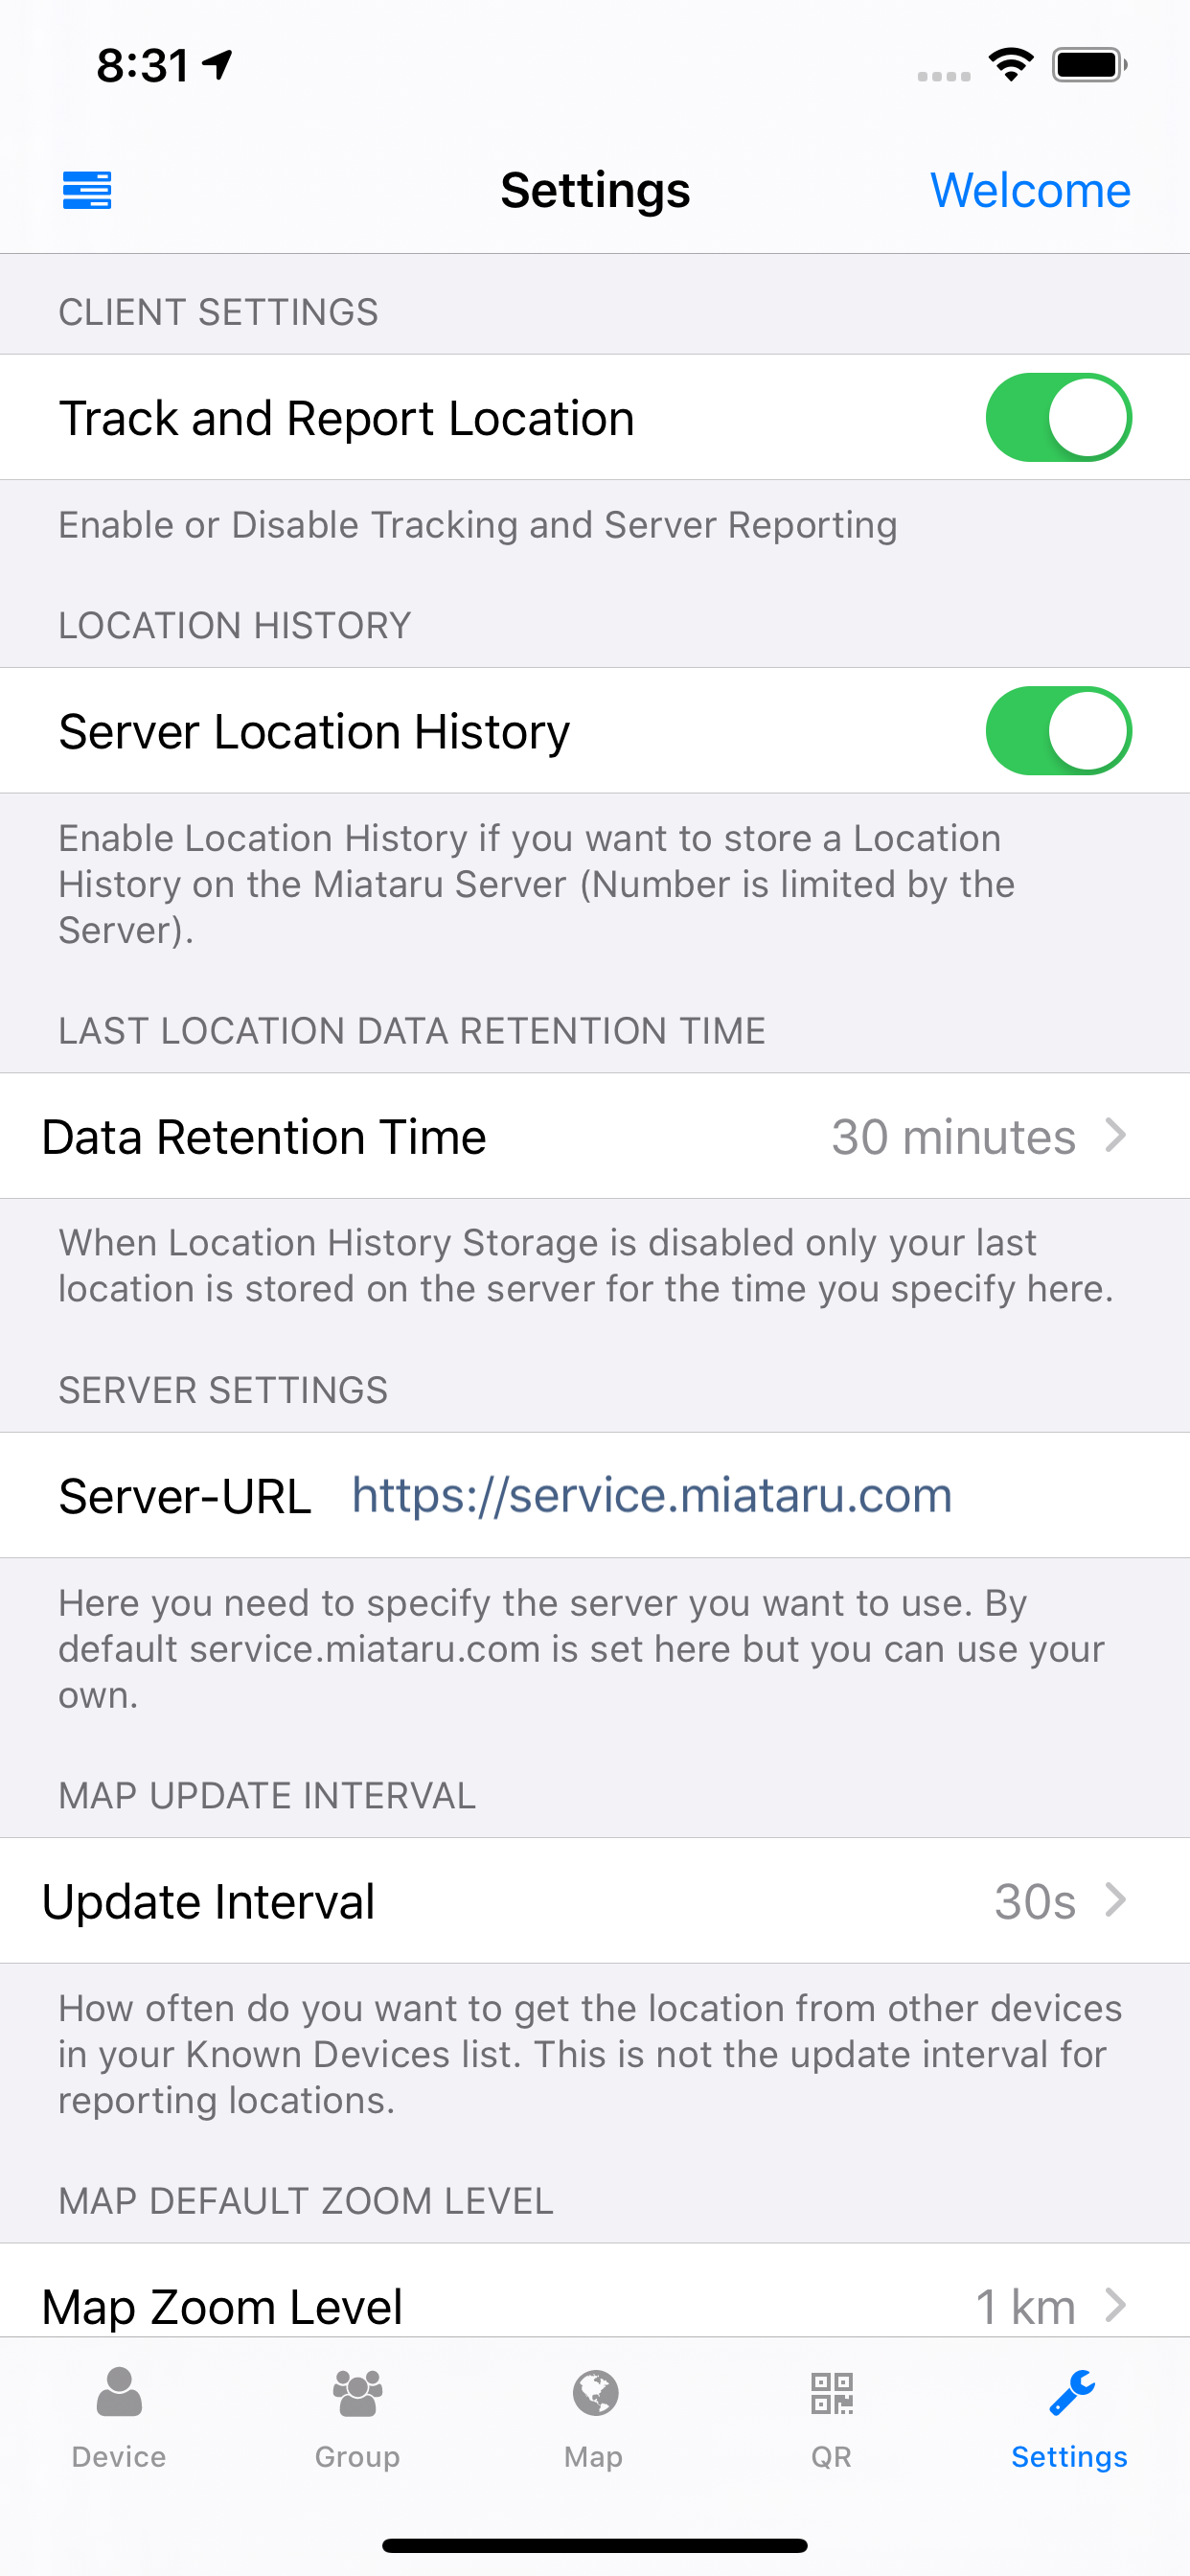 8:31
Settings
Welcome
CLIENT SETTINGS
Track and Report Location
Enable or Disable Tracking and Server Reporting
LOCATION HISTORY
Server Location History
Enable Location History if you want to store a Location
History on the Miataru Server (Number is limited by the
Server).
LAST LOCATION DATA RETENTION TIME
Data Retention Time 30 minutes
When Location History Storage is disabled only your last
location is stored on the server for the time you specify here.
SERVER SETTINGS
Server-URL https://service.miataru.com
Here you need to specify the server you want to use. By
default service.miataru.com is set here but you can use your
own.
MAP UPDATE INTERVAL
Update Interval 30s
How often do you want to get the location from other devices
in your Known Devices list. This is not the update interval for
reporting locations.
MAP DEFAULT ZOOM LEVEL
Map Zoom Level 1 km
Device Group Map QR Settings